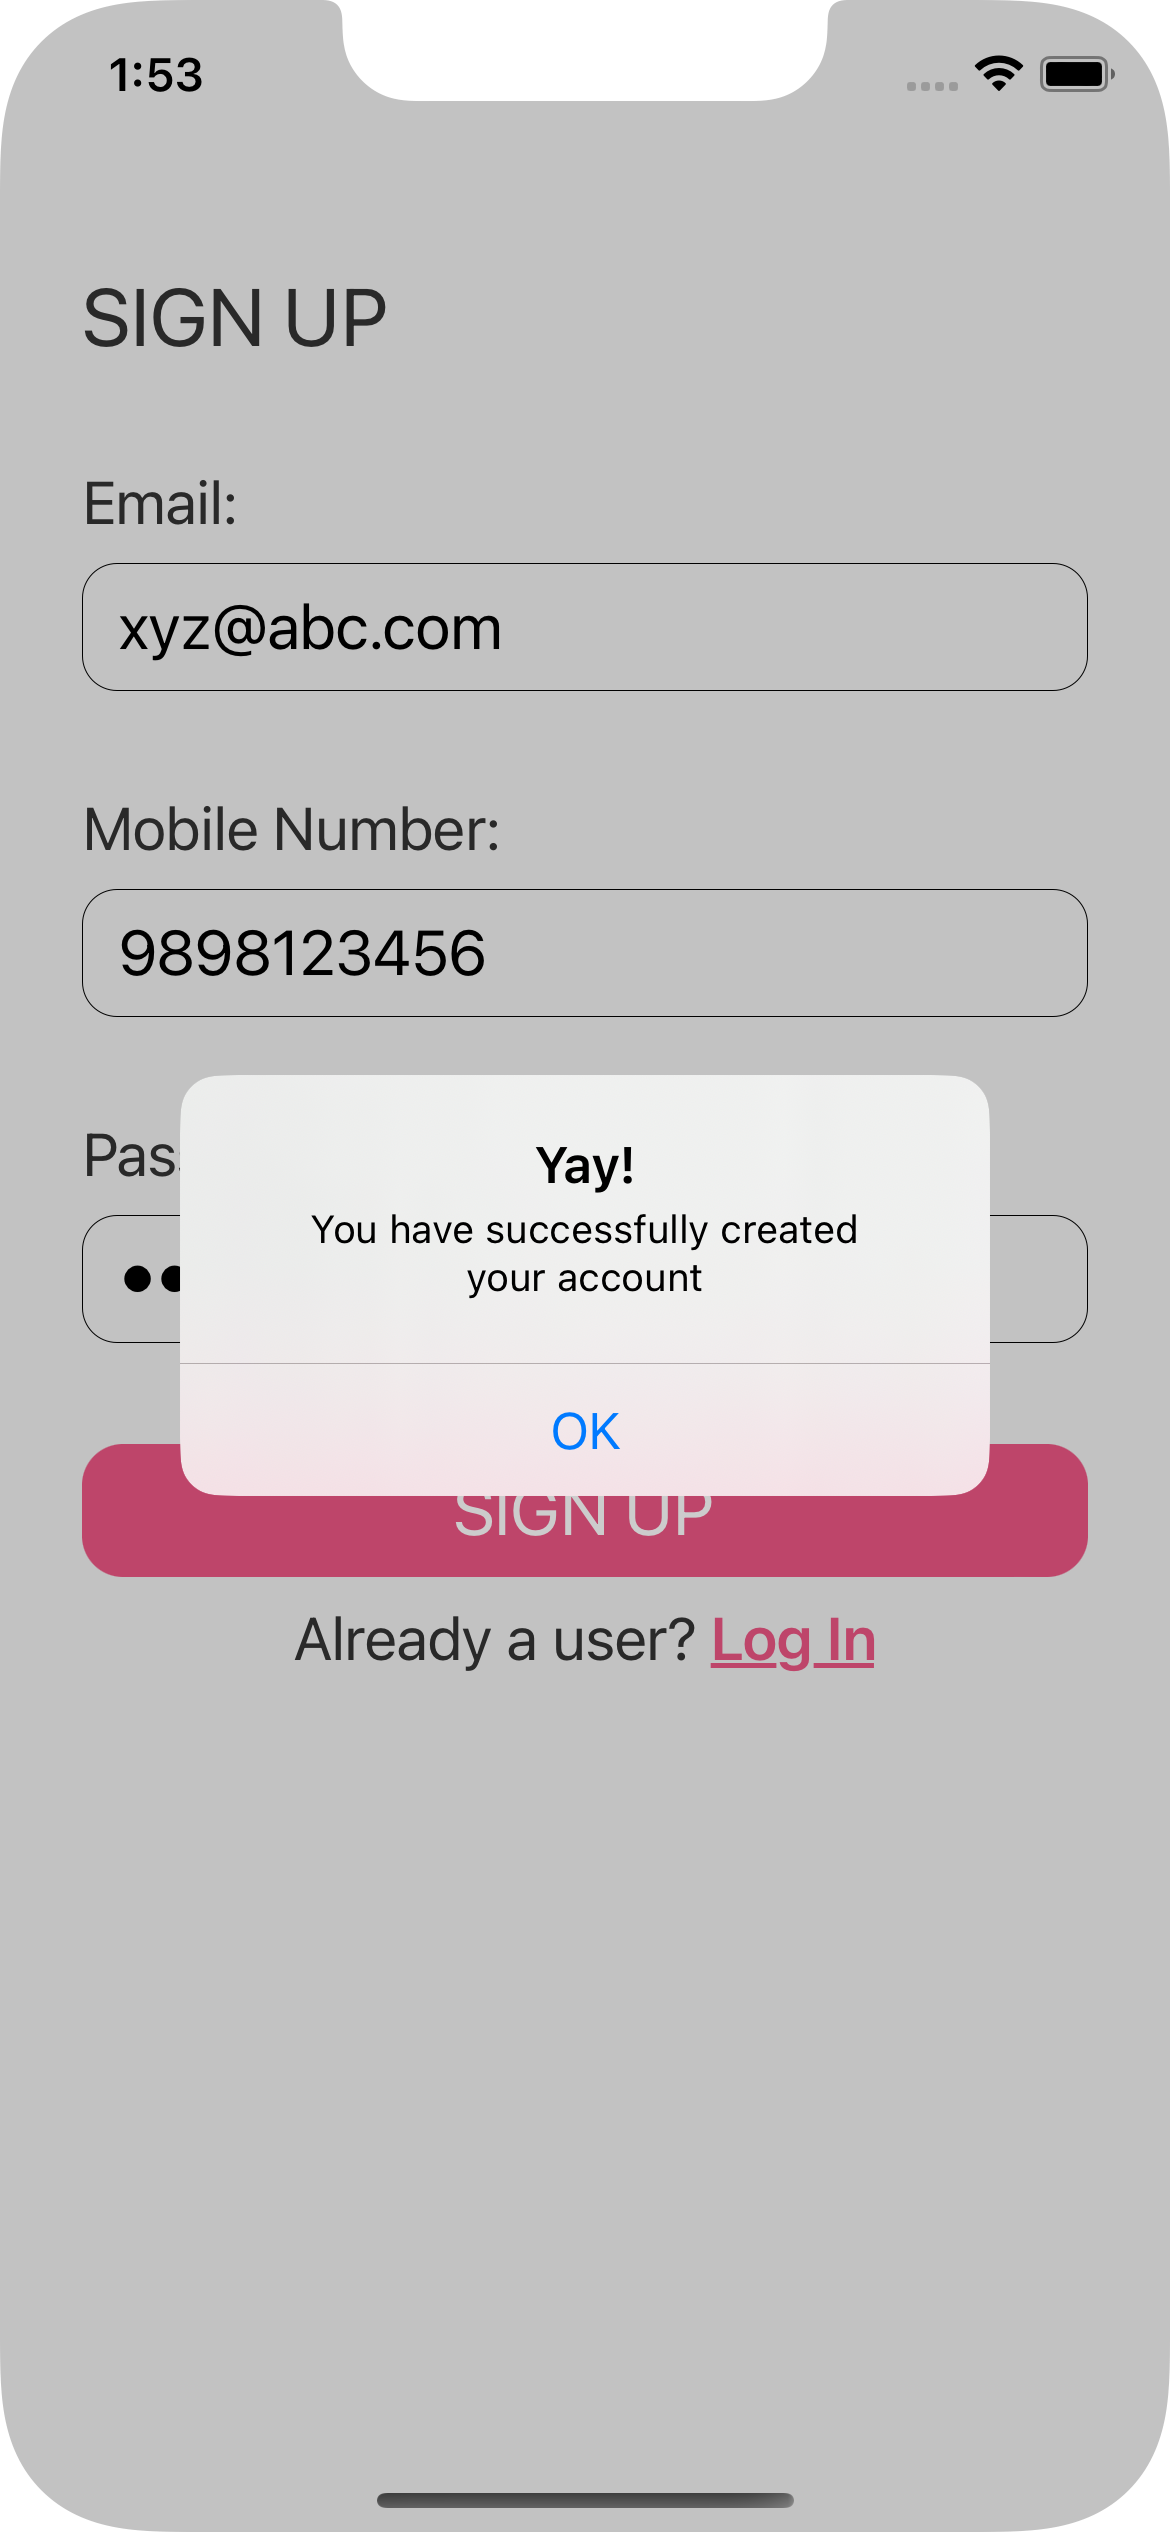 1:53
SIGN UP
Email:
xyz@abc.com
Mobile Number:
9898123456
Yay!
You have successfully created
your account
OK
SIGN UP
Already a user? Log In